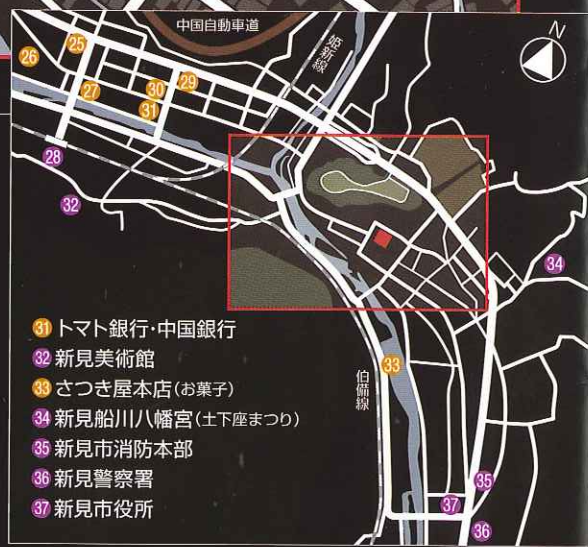 中国自動車道
姫新線
N
26
25
27
30
29
31
28
32
34
33
伯備線
35
37
36
31 トマト銀行・中国銀行
32 新見美術館
33 さつき屋本店(お菓子)
34 新見船川八幡宮(土下座まつり)
35 新見市消防本部
36 新見警察署
37 新見市役所